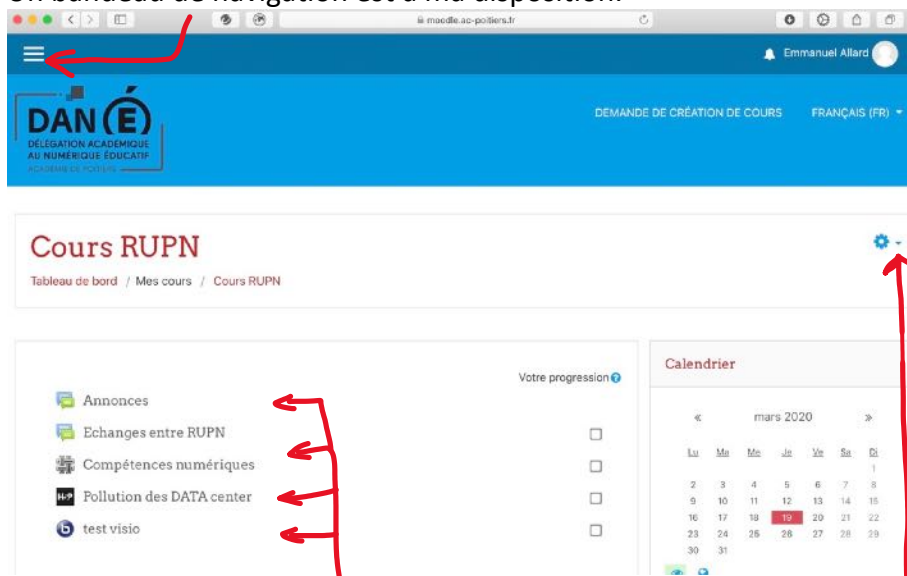 Un bandeau de navigation est à ma disposition.
moodle.ac-poitiers.fr
Emmanuel Allard
DANÉ
DÉLÉGATION ACADÉMIQUE
AU NUMÉRIQUE ÉDUCATIF
ACADÉMIE DE POITIERS
DEMANDE DE CRÉATION DE COURS FRANÇAIS (FR)
Cours RUPN
Tableau de bord / Mes cours / Cours RUPN
Votre progression
Annonces
Echanges entre RUPN
Compétences numériques
H5P Pollution des DATA center
test visio
Calendrier
« mars 2020 »
Lu Ma Me Je Ve Sa Di
1
2 3 4 5 6 7 8
9 10 11 12 13 14 15
16 17 18 19 20 21 22
23 24 25 26 27 28 29
30 31